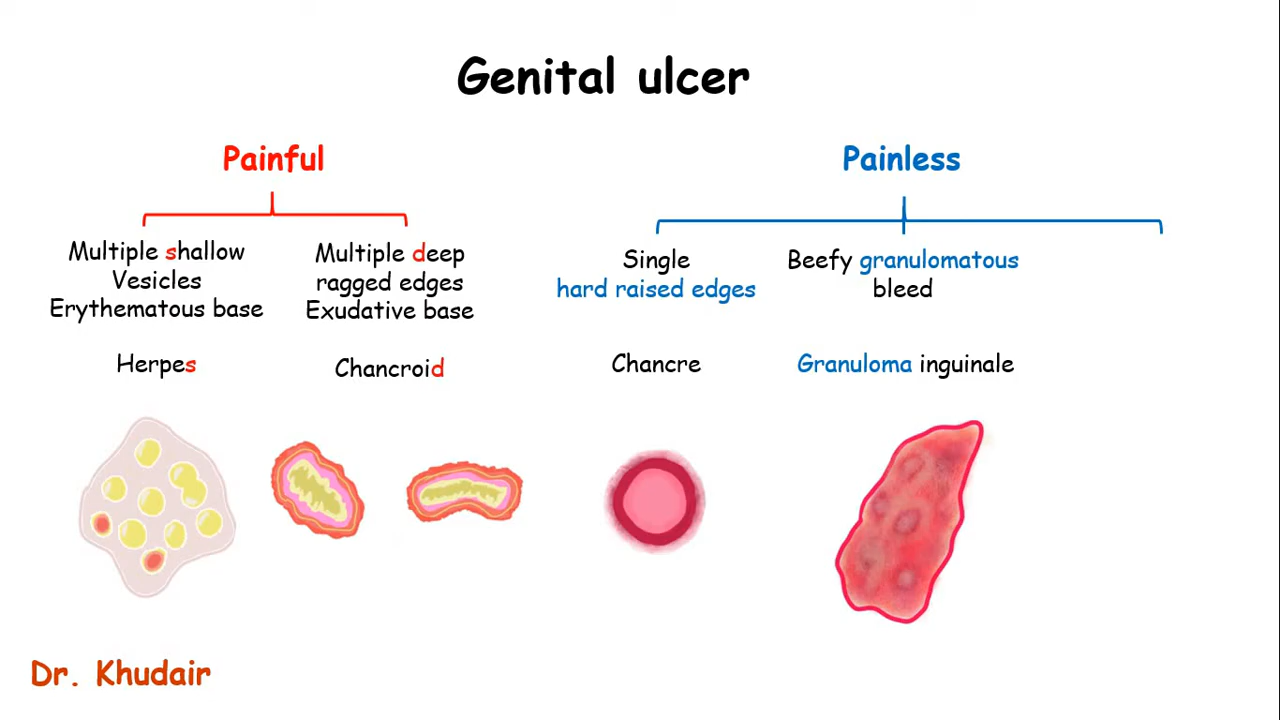 Genital ulcer
Painful
Multiple shallow
Vesicles
Erythematous base
Herpes
Multiple deep
ragged edges
Exudative base
Chancroid
Painless
Single
hard raised edges
Chancre
Beefy granulomatous
bleed
Granuloma inguinale
Dr. Khudair